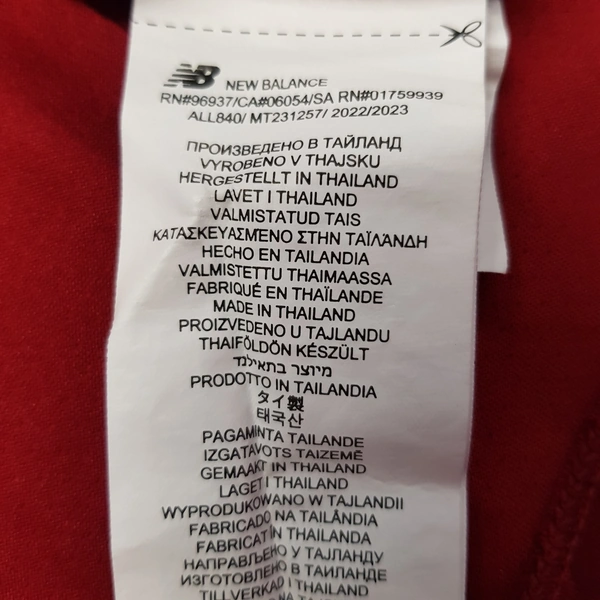 NB NEW BALANCE
RN#96937/CA#06054/SA RN#01759939
ALL840/ MT231257/ 2022/2023
ПРОИЗВЕДЕНО В ТАЙЛАНД
VYROBENO V THAJSKU
HERGESTELLT IN THAILAND
LAVET I THAILAND
VALMISTATUD TAIS
ΚΑΤΑΣΚΕΥΑΣΜΈΝΟ ΣΤΗΝ ΤΑΪΛΆΝΔΗ
HECHO EN TAILANDIA
VALMISTETTU THAIMAASSA
FABRIQUÉ EN THAÏLANDE
MADE IN THAILAND
PROIZVEDENO U TAJLANDU
THAIFÖLDÖN KÉSZÜLT
מיוצר בתאילנד
PRODOTTO IN TAILANDIA
タイ製
태국산
PAGAMINTA TAILANDE
IZGATAVOTS TAIZEMĒ
GEMAAKT IN THAILAND
LAGET I THAILAND
WYPRODUKOWANO W TAJLANDII
FABRICADO NA TAILÂNDIA
FABRICAT ÎN THAILANDA
НАПРАВЉЕНО У ТАЈЛАНДУ
ИЗГОТОВЛЕНО В ТАИЛАНДЕ
TILLVERKAD I THAILAND